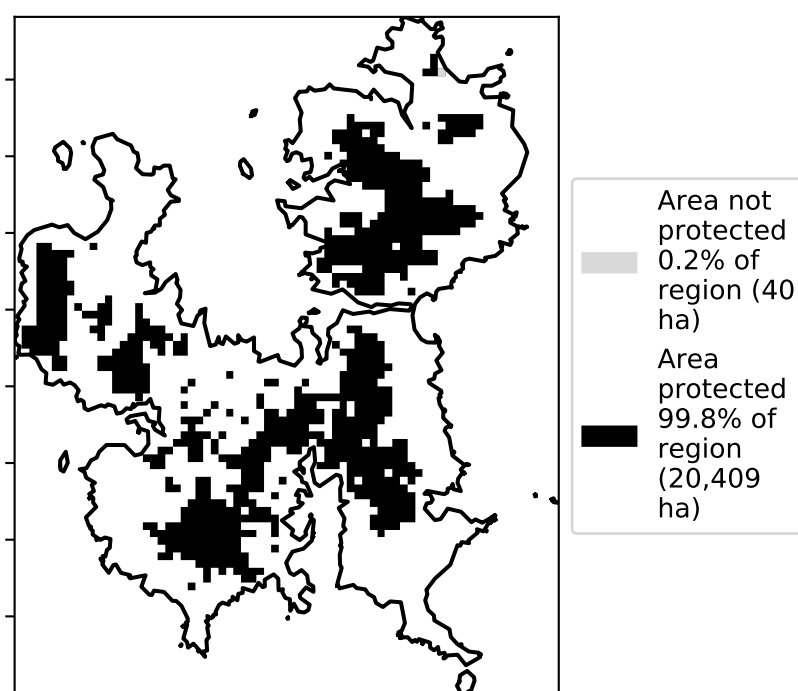 Area not
protected
0.2% of
region (40
ha)
Area
protected
99.8% of
region
(20,409
ha)